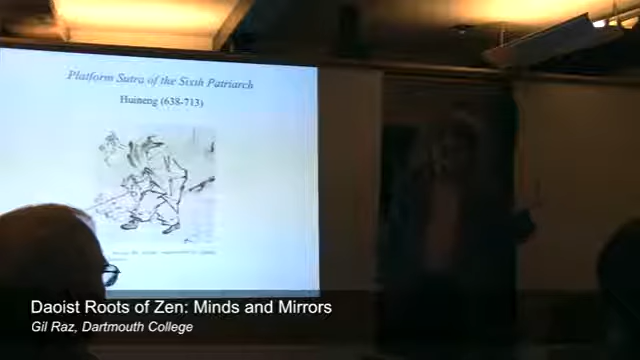 Platform Sutra of the Sixth Patriarch
Huineng (638-713)
Daoist Roots of Zen: Minds and Mirrors
Gil Raz, Dartmouth College